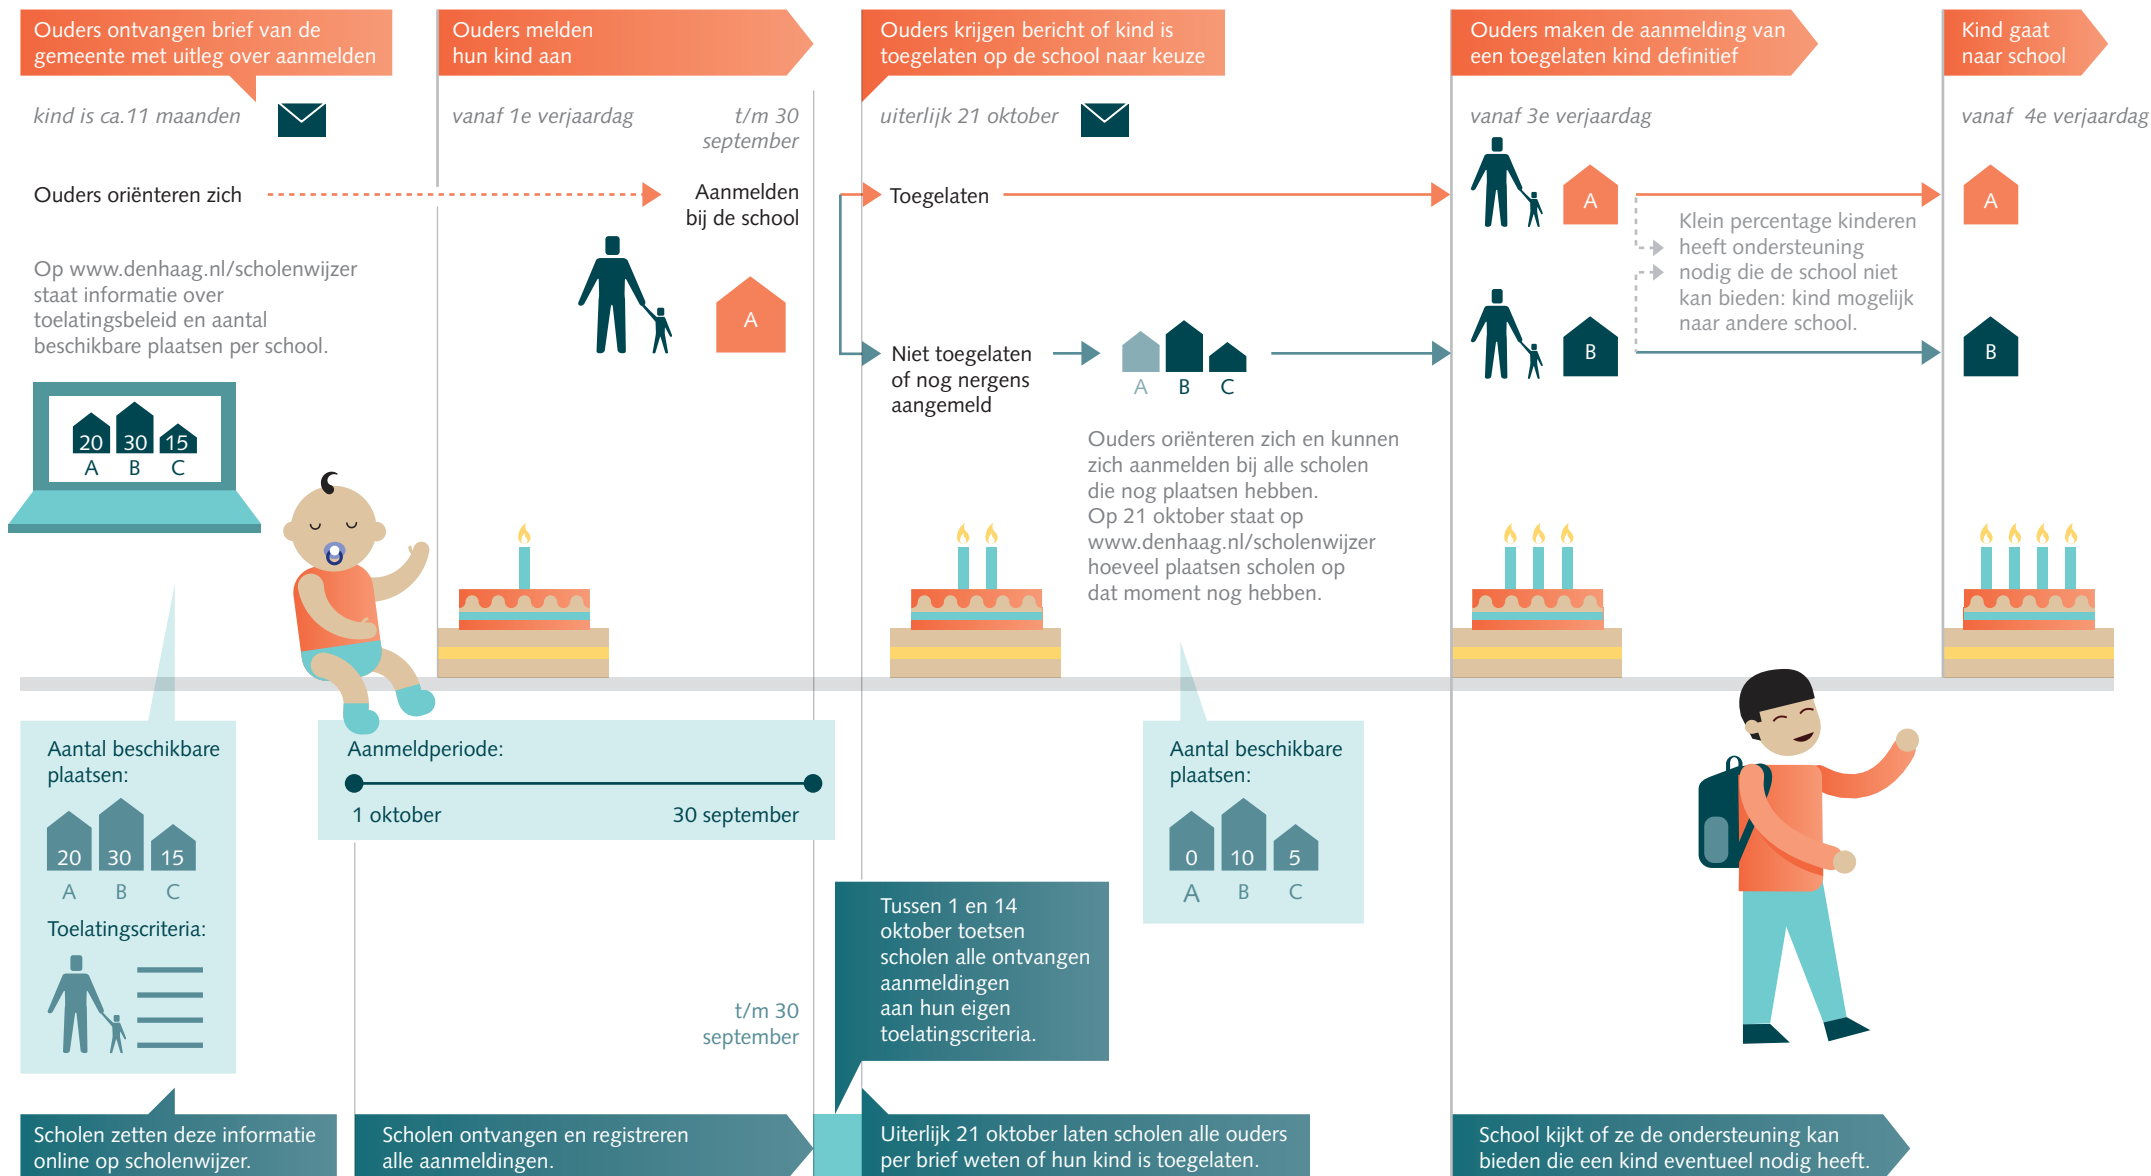 Ouders ontvangen brief van de
gemeente met uitleg over aanmelden
kind is ca.11 maanden
Ouders oriënteren zich
Op www.denhaag.nl/scholenwijzer
staat informatie over
toelatingsbeleid en aantal
beschikbare plaatsen per school.
20 30 15
A B C
Ouders melden
hun kind aan
vanaf 1e verjaardag
t/m 30
september
Aanmelden
bij de school
A
Ouders krijgen bericht of kind is
toegelaten op de school naar keuze
uiterlijk 21 oktober
Toegelaten
Niet toegelaten
of nog nergens
aangemeld
A B C
Ouders oriënteren zich en kunnen
zich aanmelden bij alle scholen
die nog plaatsen hebben.
Op 21 oktober staat op
www.denhaag.nl/scholenwijzer
hoeveel plaatsen scholen op
dat moment nog hebben.
Ouders maken de aanmelding van
een toegelaten kind definitief
vanaf 3e verjaardag
A
Klein percentage kinderen
heeft ondersteuning
nodig die de school niet
kan bieden: kind mogelijk
naar andere school.
B
Kind gaat
naar school
vanaf 4e verjaardag
A
B
Aantal beschikbare
plaatsen:
20 30 15
A B C
Toelatingscriteria:
Aanmeldperiode:
1 oktober 30 september
t/m 30
september
Tussen 1 en 14
oktober toetsen
scholen alle ontvangen
aanmeldingen
aan hun eigen
toelatingscriteria.
Aantal beschikbare
plaatsen:
0 10 5
A B C
Scholen zetten deze informatie
online op scholenwijzer.
Scholen ontvangen en registreren
alle aanmeldingen.
Uiterlijk 21 oktober laten scholen alle ouders
per brief weten of hun kind is toegelaten.
School kijkt of ze de ondersteuning kan
bieden die een kind eventueel nodig heeft.